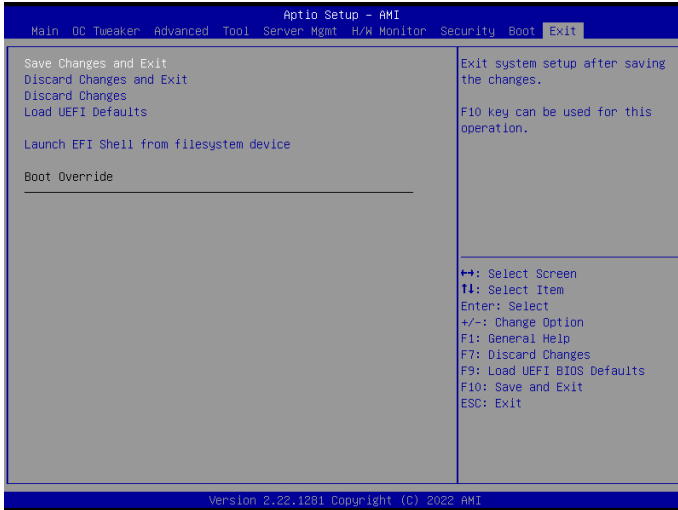 Aptio Setup - AMI
Main OC Tweaker Advanced Tool Server Mgmt H/W Monitor Security Boot Exit
Save Changes and Exit
Discard Changes and Exit
Discard Changes
Load UEFI Defaults
Launch EFI Shell from filesystem device
Boot Override
Exit system setup after saving
the changes.
F10 key can be used for this
operation.
↔: Select Screen
↑↓: Select Item
Enter: Select
+/-: Change Option
F1: General Help
F7: Discard Changes
F9: Load UEFI BIOS Defaults
F10: Save and Exit
ESC: Exit
Version 2.22.1281 Copyright (C) 2022 AMI